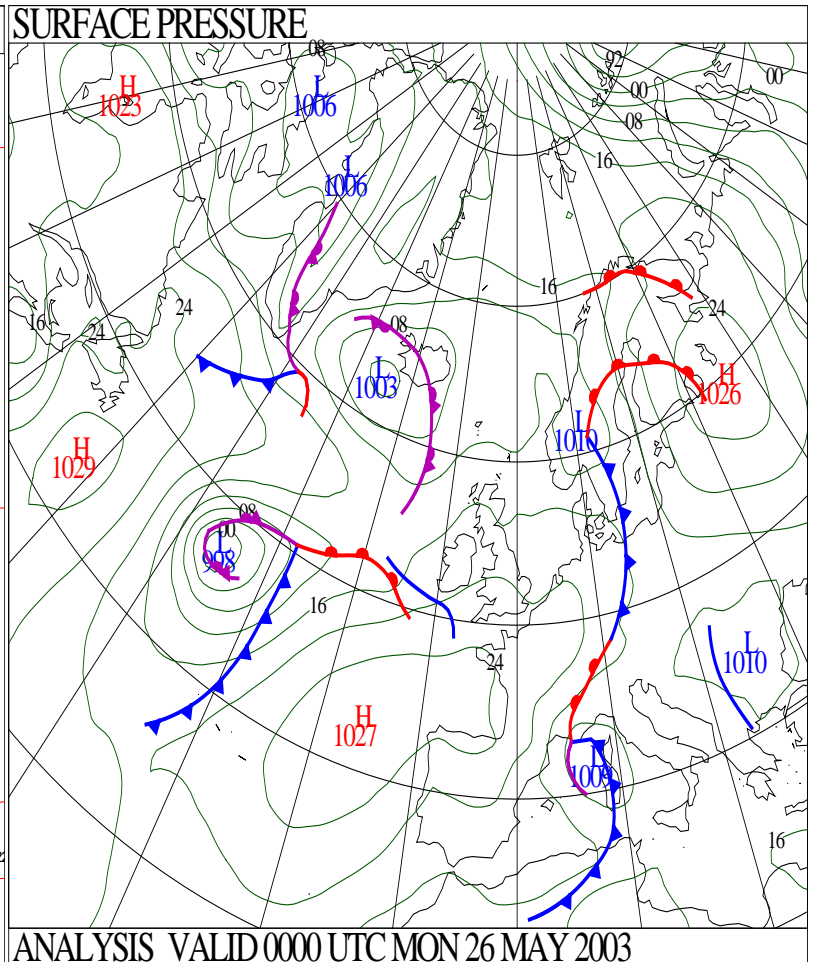 SURFACE PRESSURE
08
92
H
1023
L
1006
00
00
08
16
L
1006
16
24
16
24
24
08
L
1003
H
1026
L
1010
H
1029
08
00
L
998
16
24
L
1010
H
1027
L
1009
16
ANALYSIS VALID 0000 UTC MON 26 MAY 2003